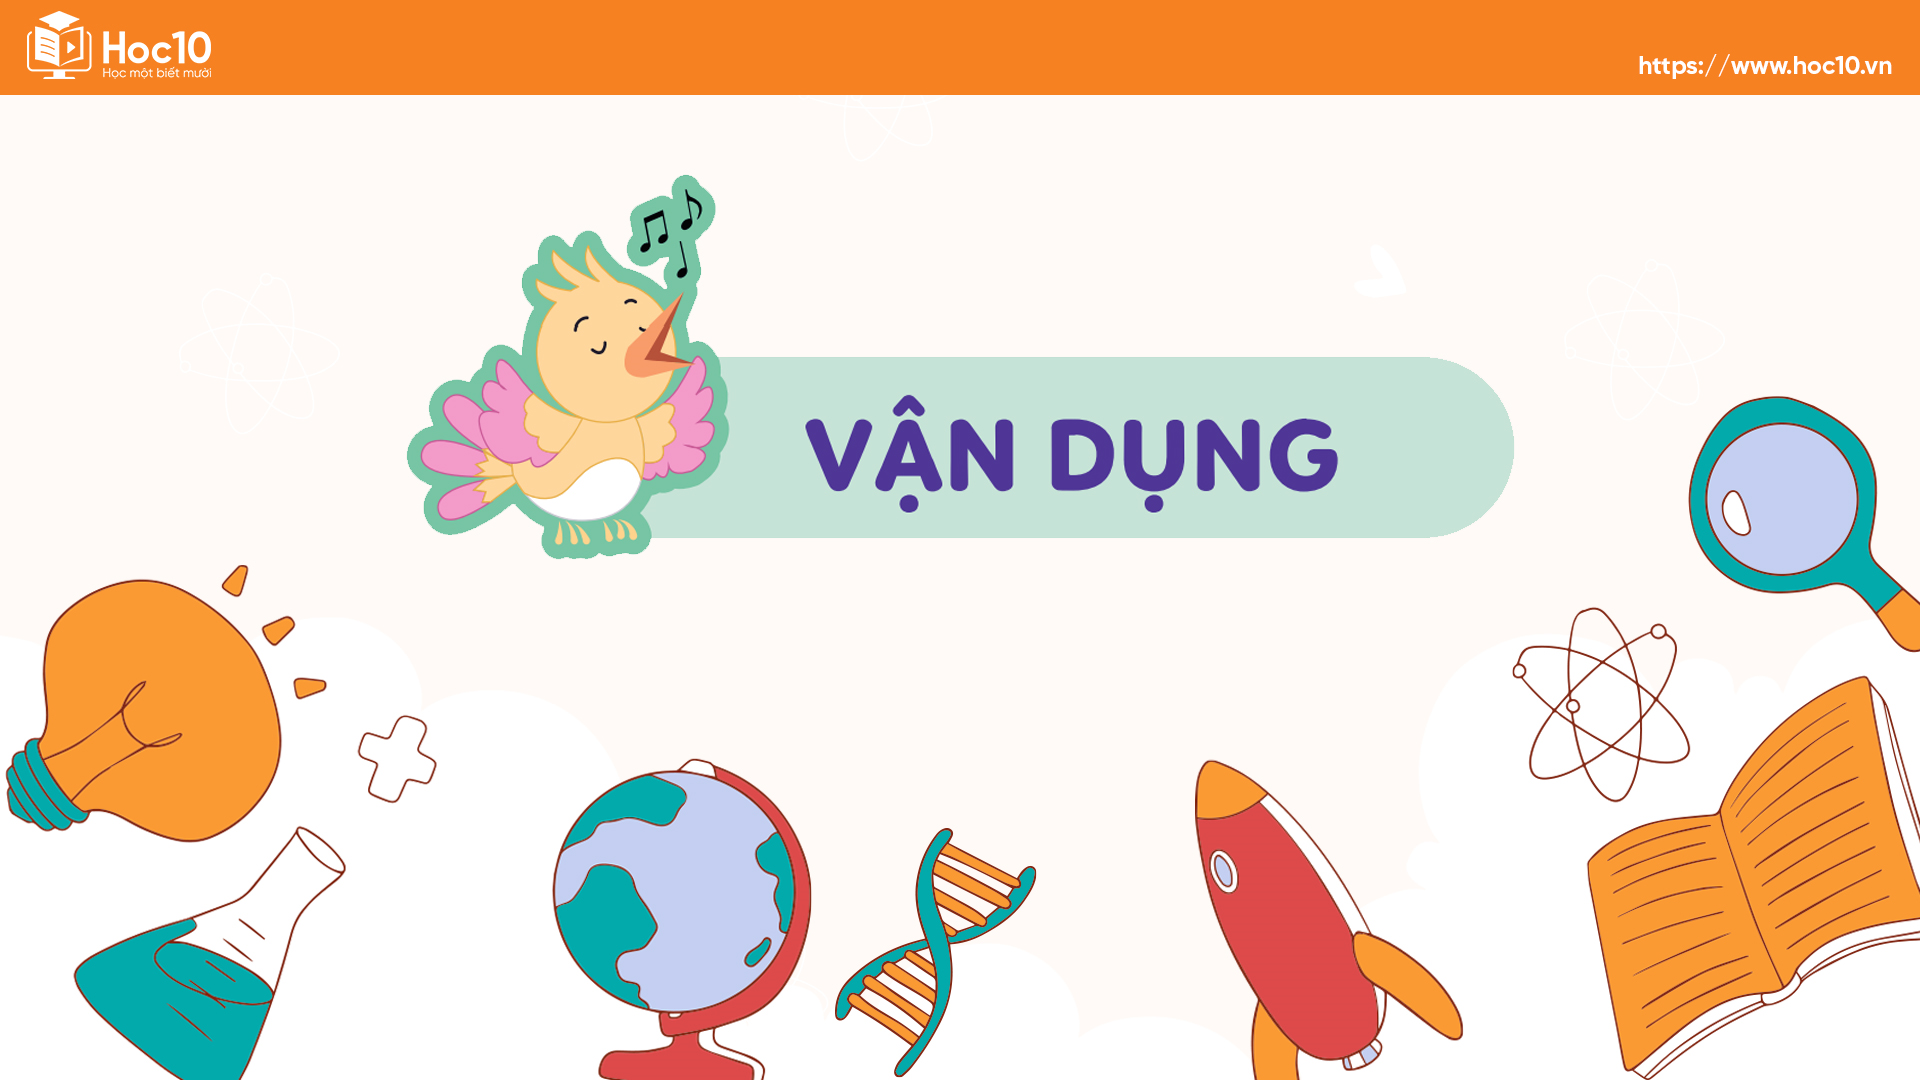 Hoc10
Học một biết mười
https://www.hoc10.vn
VẬN DỤNG